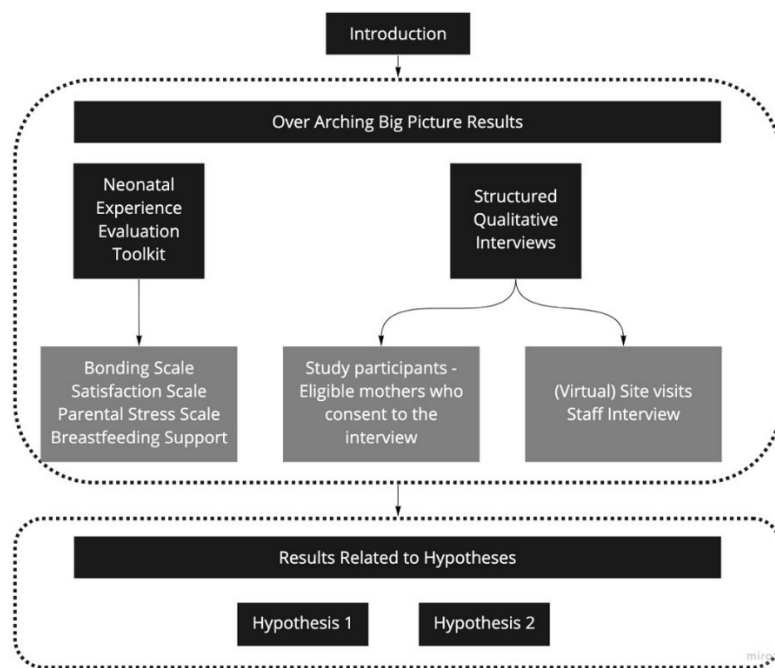 Introduction
Over Arching Big Picture Results
Neonatal
Experience
Evaluation
Toolkit
Structured
Qualitative
Interviews
Bonding Scale
Satisfaction Scale
Parental Stress Scale
Breastfeeding Support
Study participants -
Eligible mothers who
consent to the
interview
(Virtual) Site visits
Staff Interview
Results Related to Hypotheses
Hypothesis 1
Hypothesis 2
miro